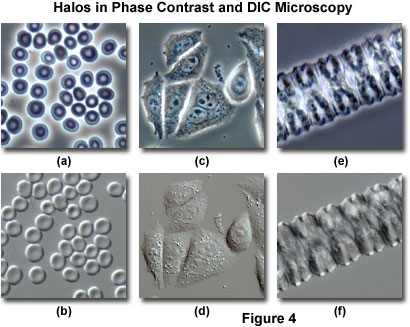 Halos in Phase Contrast and DIC Microscopy
(a) (c) (e)
(b) (d) (f)
Figure 4